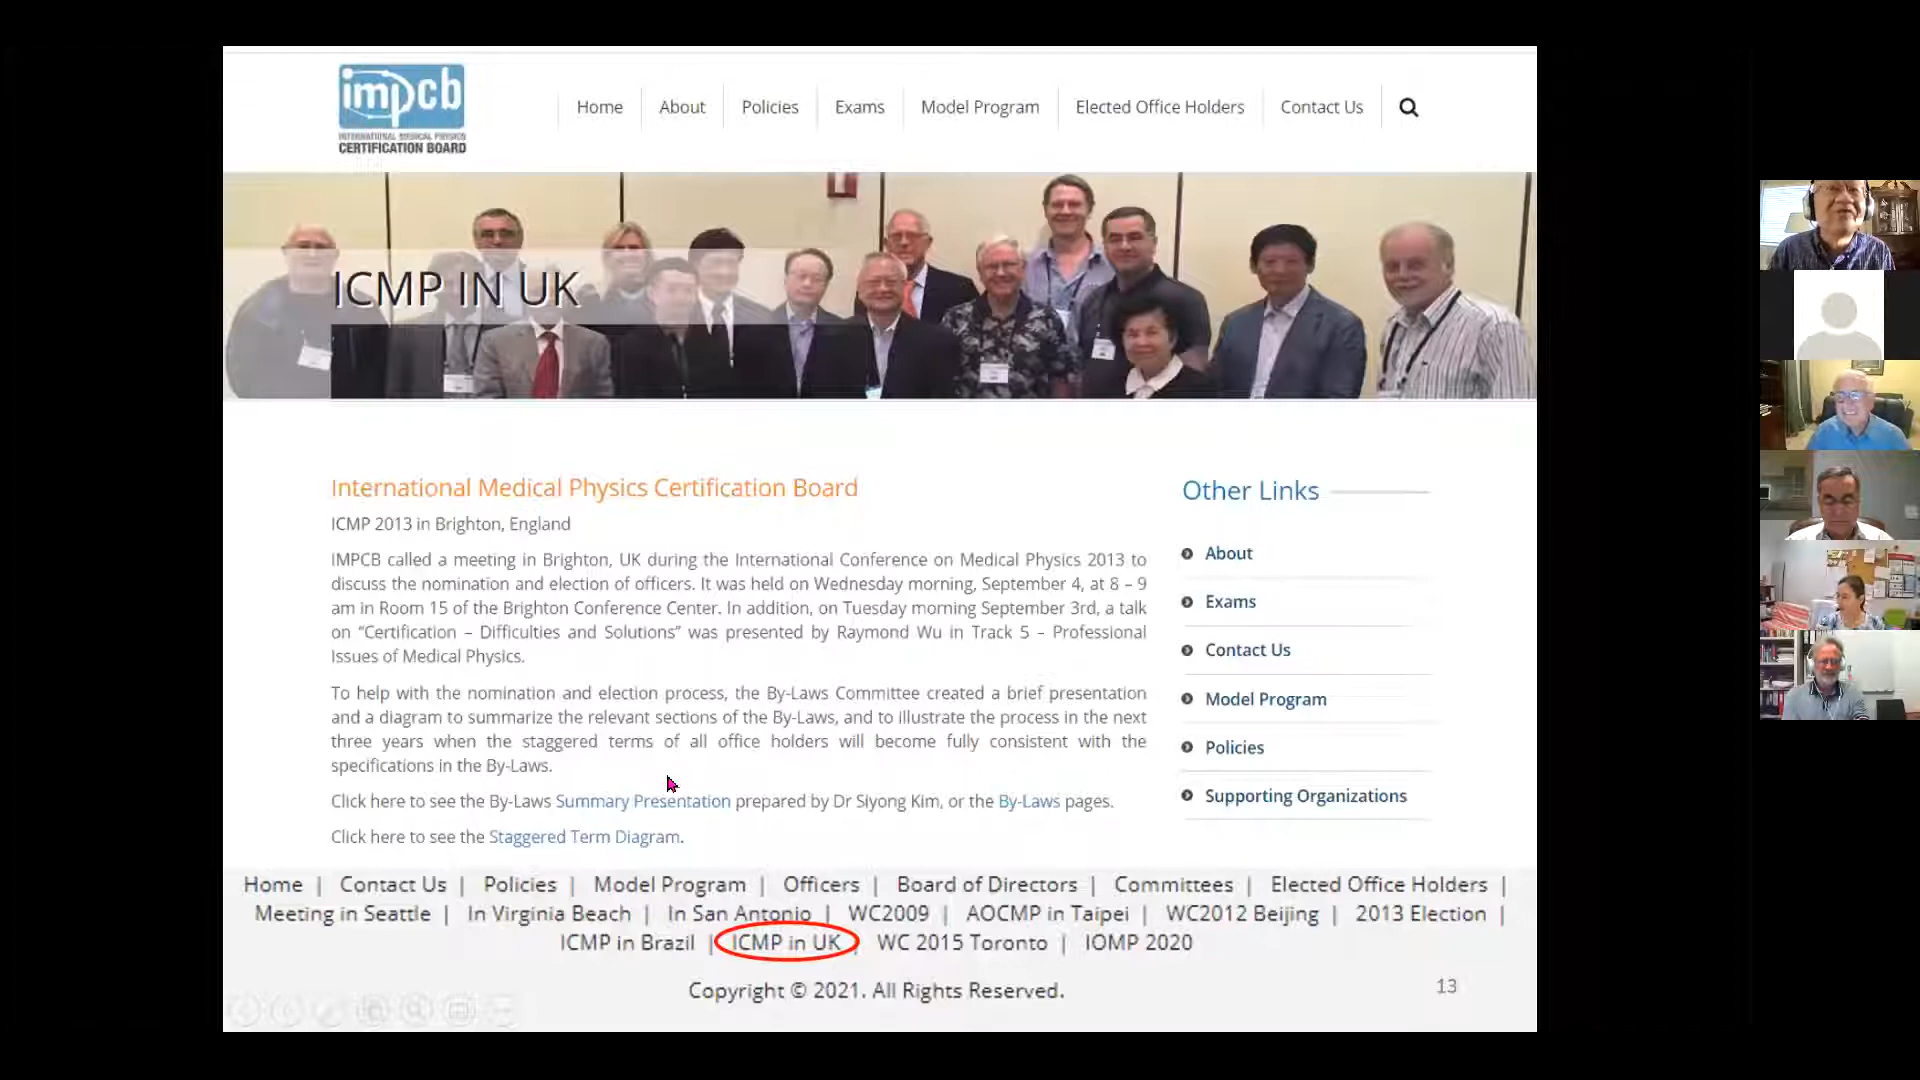 impcb
INTERNATIONAL MEDICAL PHYSICS
CERTIFICATION BOARD
Home
About
Policies
Exams
Model Program
Elected Office Holders
Contact Us
ICMP IN UK
International Medical Physics Certification Board
ICMP 2013 in Brighton, England
IMPCB called a meeting in Brighton, UK during the International Conference on Medical Physics 2013 to
discuss the nomination and election of officers. It was held on Wednesday morning, September 4, at 8 – 9
am in Room 15 of the Brighton Conference Center. In addition, on Tuesday morning September 3rd, a talk
on “Certification – Difficulties and Solutions” was presented by Raymond Wu in Track 5 – Professional
Issues of Medical Physics.
To help with the nomination and election process, the By-Laws Committee created a brief presentation
and a diagram to summarize the relevant sections of the By-Laws, and to illustrate the process in the next
three years when the staggered terms of all office holders will become fully consistent with the
specifications in the By-Laws.
Click here to see the By-Laws Summary Presentation prepared by Dr Siyong Kim, or the By-Laws pages.
Click here to see the Staggered Term Diagram.
Other Links
About
Exams
Contact Us
Model Program
Policies
Supporting Organizations
Home | Contact Us | Policies | Model Program | Officers | Board of Directors | Committees | Elected Office Holders |
Meeting in Seattle | In Virginia Beach | In San Antonio | WC2009 | AOCMP in Taipei | WC2012 Beijing | 2013 Election |
ICMP in Brazil | ICMP in UK | WC 2015 Toronto | IOMP 2020
Copyright © 2021. All Rights Reserved.
13